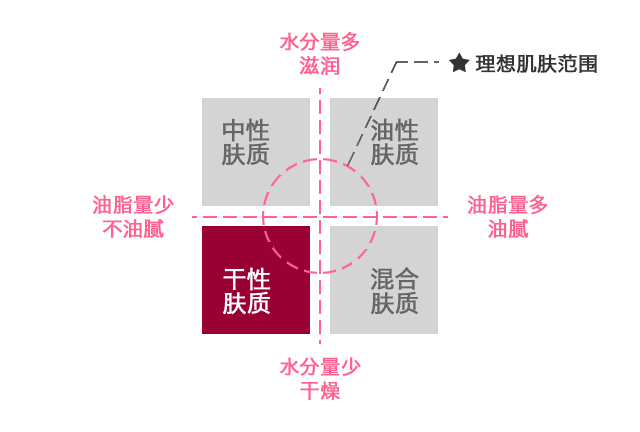 水分量多
滋润
★ 理想肌肤范围
中性
肤质
油性
肤质
油脂量少
不油腻
油脂量多
油腻
干性
肤质
混合
肤质
水分量少
干燥